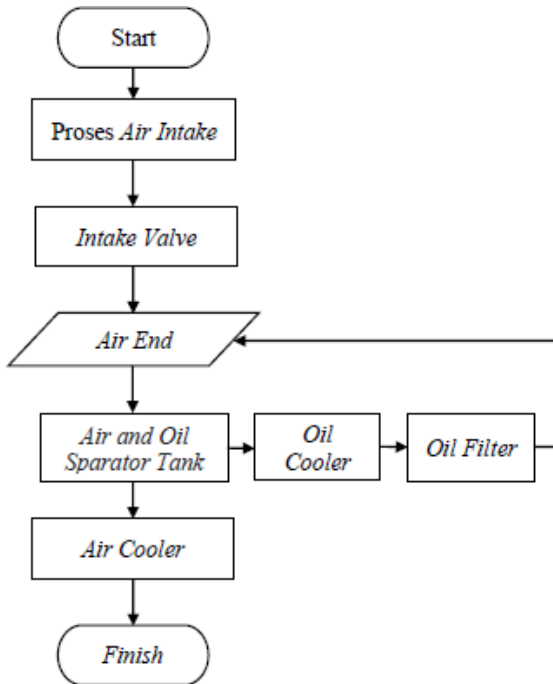 Start
Proses Air Intake
Intake Valve
Air End
Air and Oil
Sparator Tank
Oil
Cooler
Oil Filter
Air Cooler
Finish